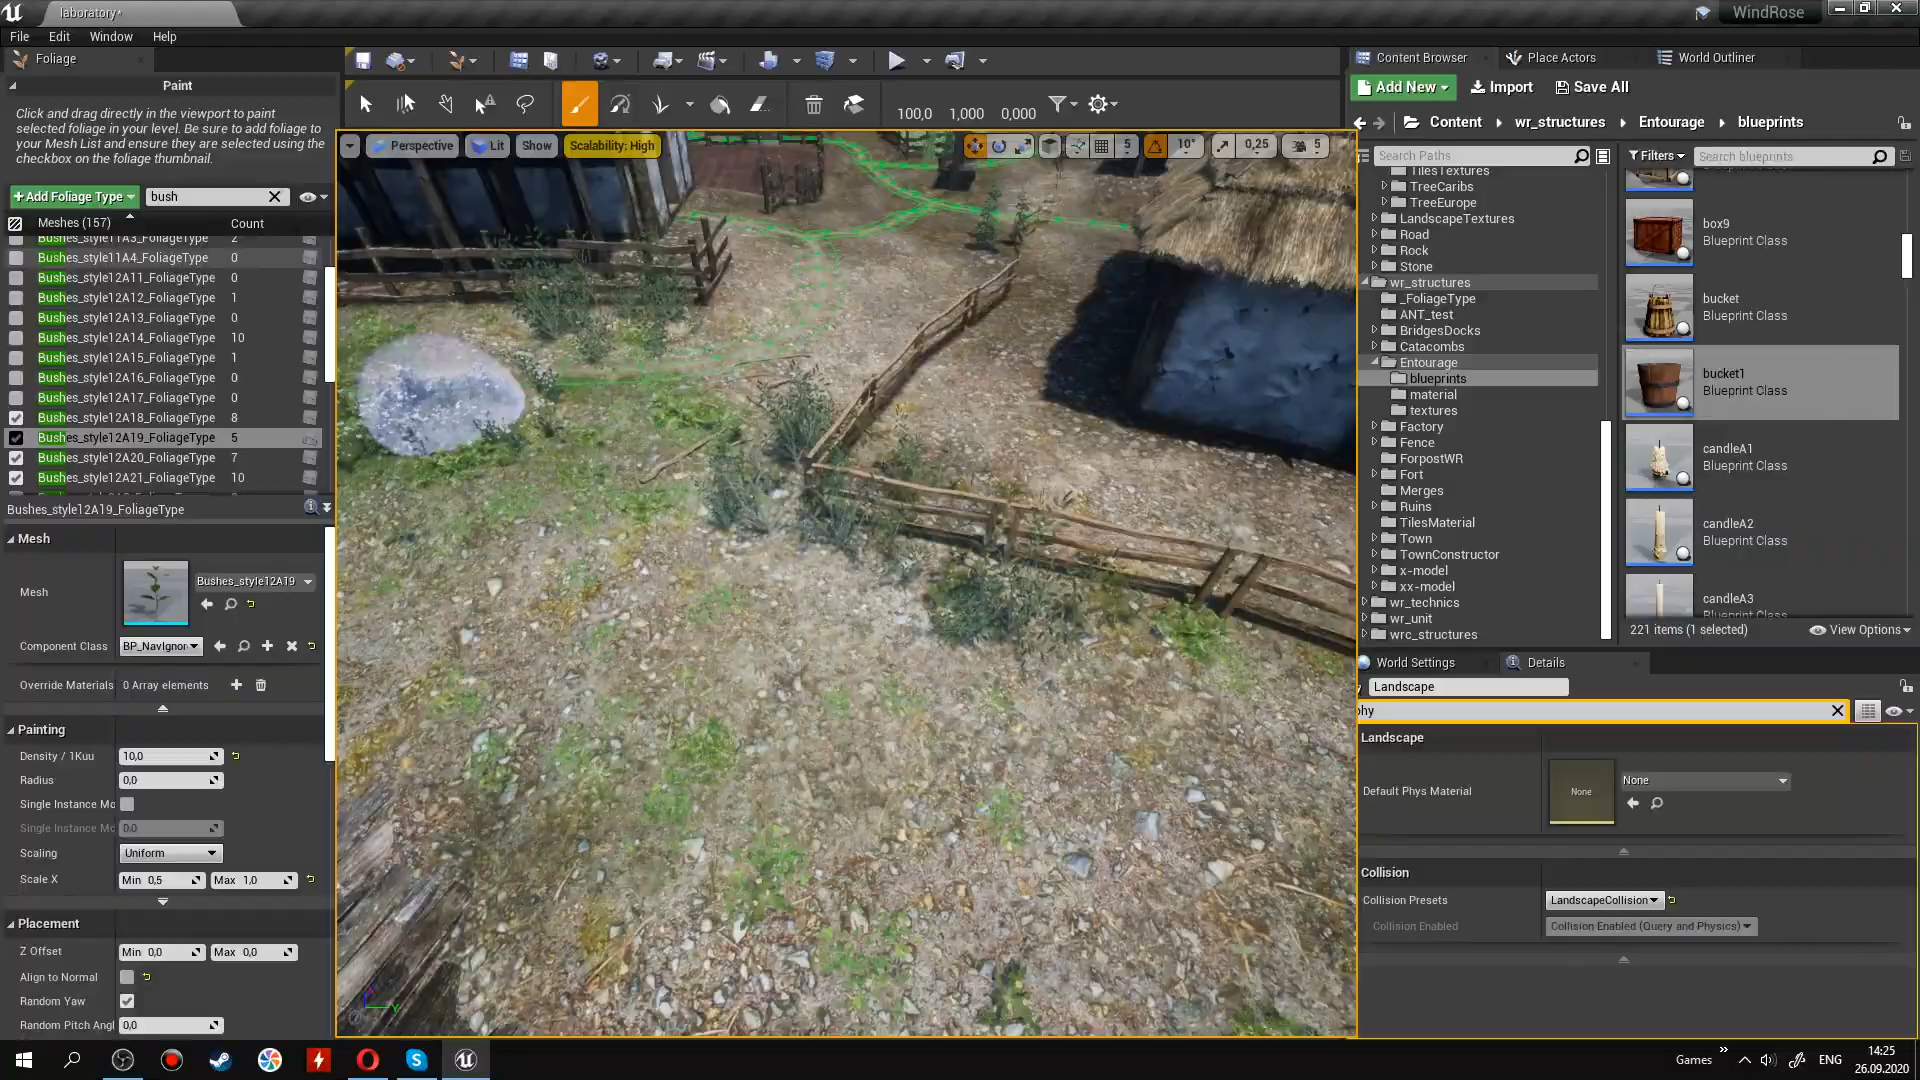 laboratory*
WindRose
File Edit Window Help
Foliage
Content Browser
Place Actors
World Outliner
Paint
Click and drag directly in the viewport to paint
selected foliage in your level. Be sure to add foliage to
your Mesh List and ensure they are selected using the
checkbox on the foliage thumbnail.
Add New
Import
Save All
100,0 1,000 0,000
Content wr_structures Entourage blueprints
Perspective
Lit
Show
Scalability: High
5
10°
0,25
5
Search Paths
Filters
Search blueprints
+Add Foliage Type
bush
Meshes (157) Count
Bushes_style11A3_FoliageType 2
Bushes_style11A4_FoliageType 0
Bushes_style12A11_FoliageType 0
Bushes_style12A12_FoliageType 1
Bushes_style12A13_FoliageType 0
Bushes_style12A14_FoliageType 10
Bushes_style12A15_FoliageType 1
Bushes_style12A16_FoliageType 0
Bushes_style12A17_FoliageType 0
Bushes_style12A18_FoliageType 8
Bushes_style12A19_FoliageType 5
Bushes_style12A20_FoliageType 7
Bushes_style12A21_FoliageType 10
Bushes_style12A19_FoliageType
Mesh
Mesh
Bushes_style12A19
Component Class
BP_NavIgnor
Override Materials 0 Array elements
Painting
Density / 1Kuu 10,0
Radius 0,0
Single Instance Mo
Single Instance Mo 0.0
Scaling Uniform
Scale X Min 0,5 Max 1,0
Placement
Z Offset Min 0,0 Max 0,0
Align to Normal
Random Yaw
Random Pitch Angl 0,0
TilesTextures
TreeCaribs
TreeEurope
LandscapeTextures
Road
Rock
Stone
wr_structures
_FoliageType
ANT_test
BridgesDocks
Catacombs
Entourage
blueprints
material
textures
Factory
Fence
ForpostWR
Fort
Merges
Ruins
TilesMaterial
Town
TownConstructor
x-model
xx-model
wr_technics
wr_unit
wrc_structures
box9
Blueprint Class
bucket
Blueprint Class
bucket1
Blueprint Class
candleA1
Blueprint Class
candleA2
Blueprint Class
candleA3
Blueprint Class
221 items (1 selected)
View Options
World Settings
Details
Landscape
phy
Landscape
Default Phys Material
None
None
Collision
Collision Presets
LandscapeCollision
Collision Enabled
Collision Enabled (Query and Physics)
Games
ENG
14:25
26.09.2020